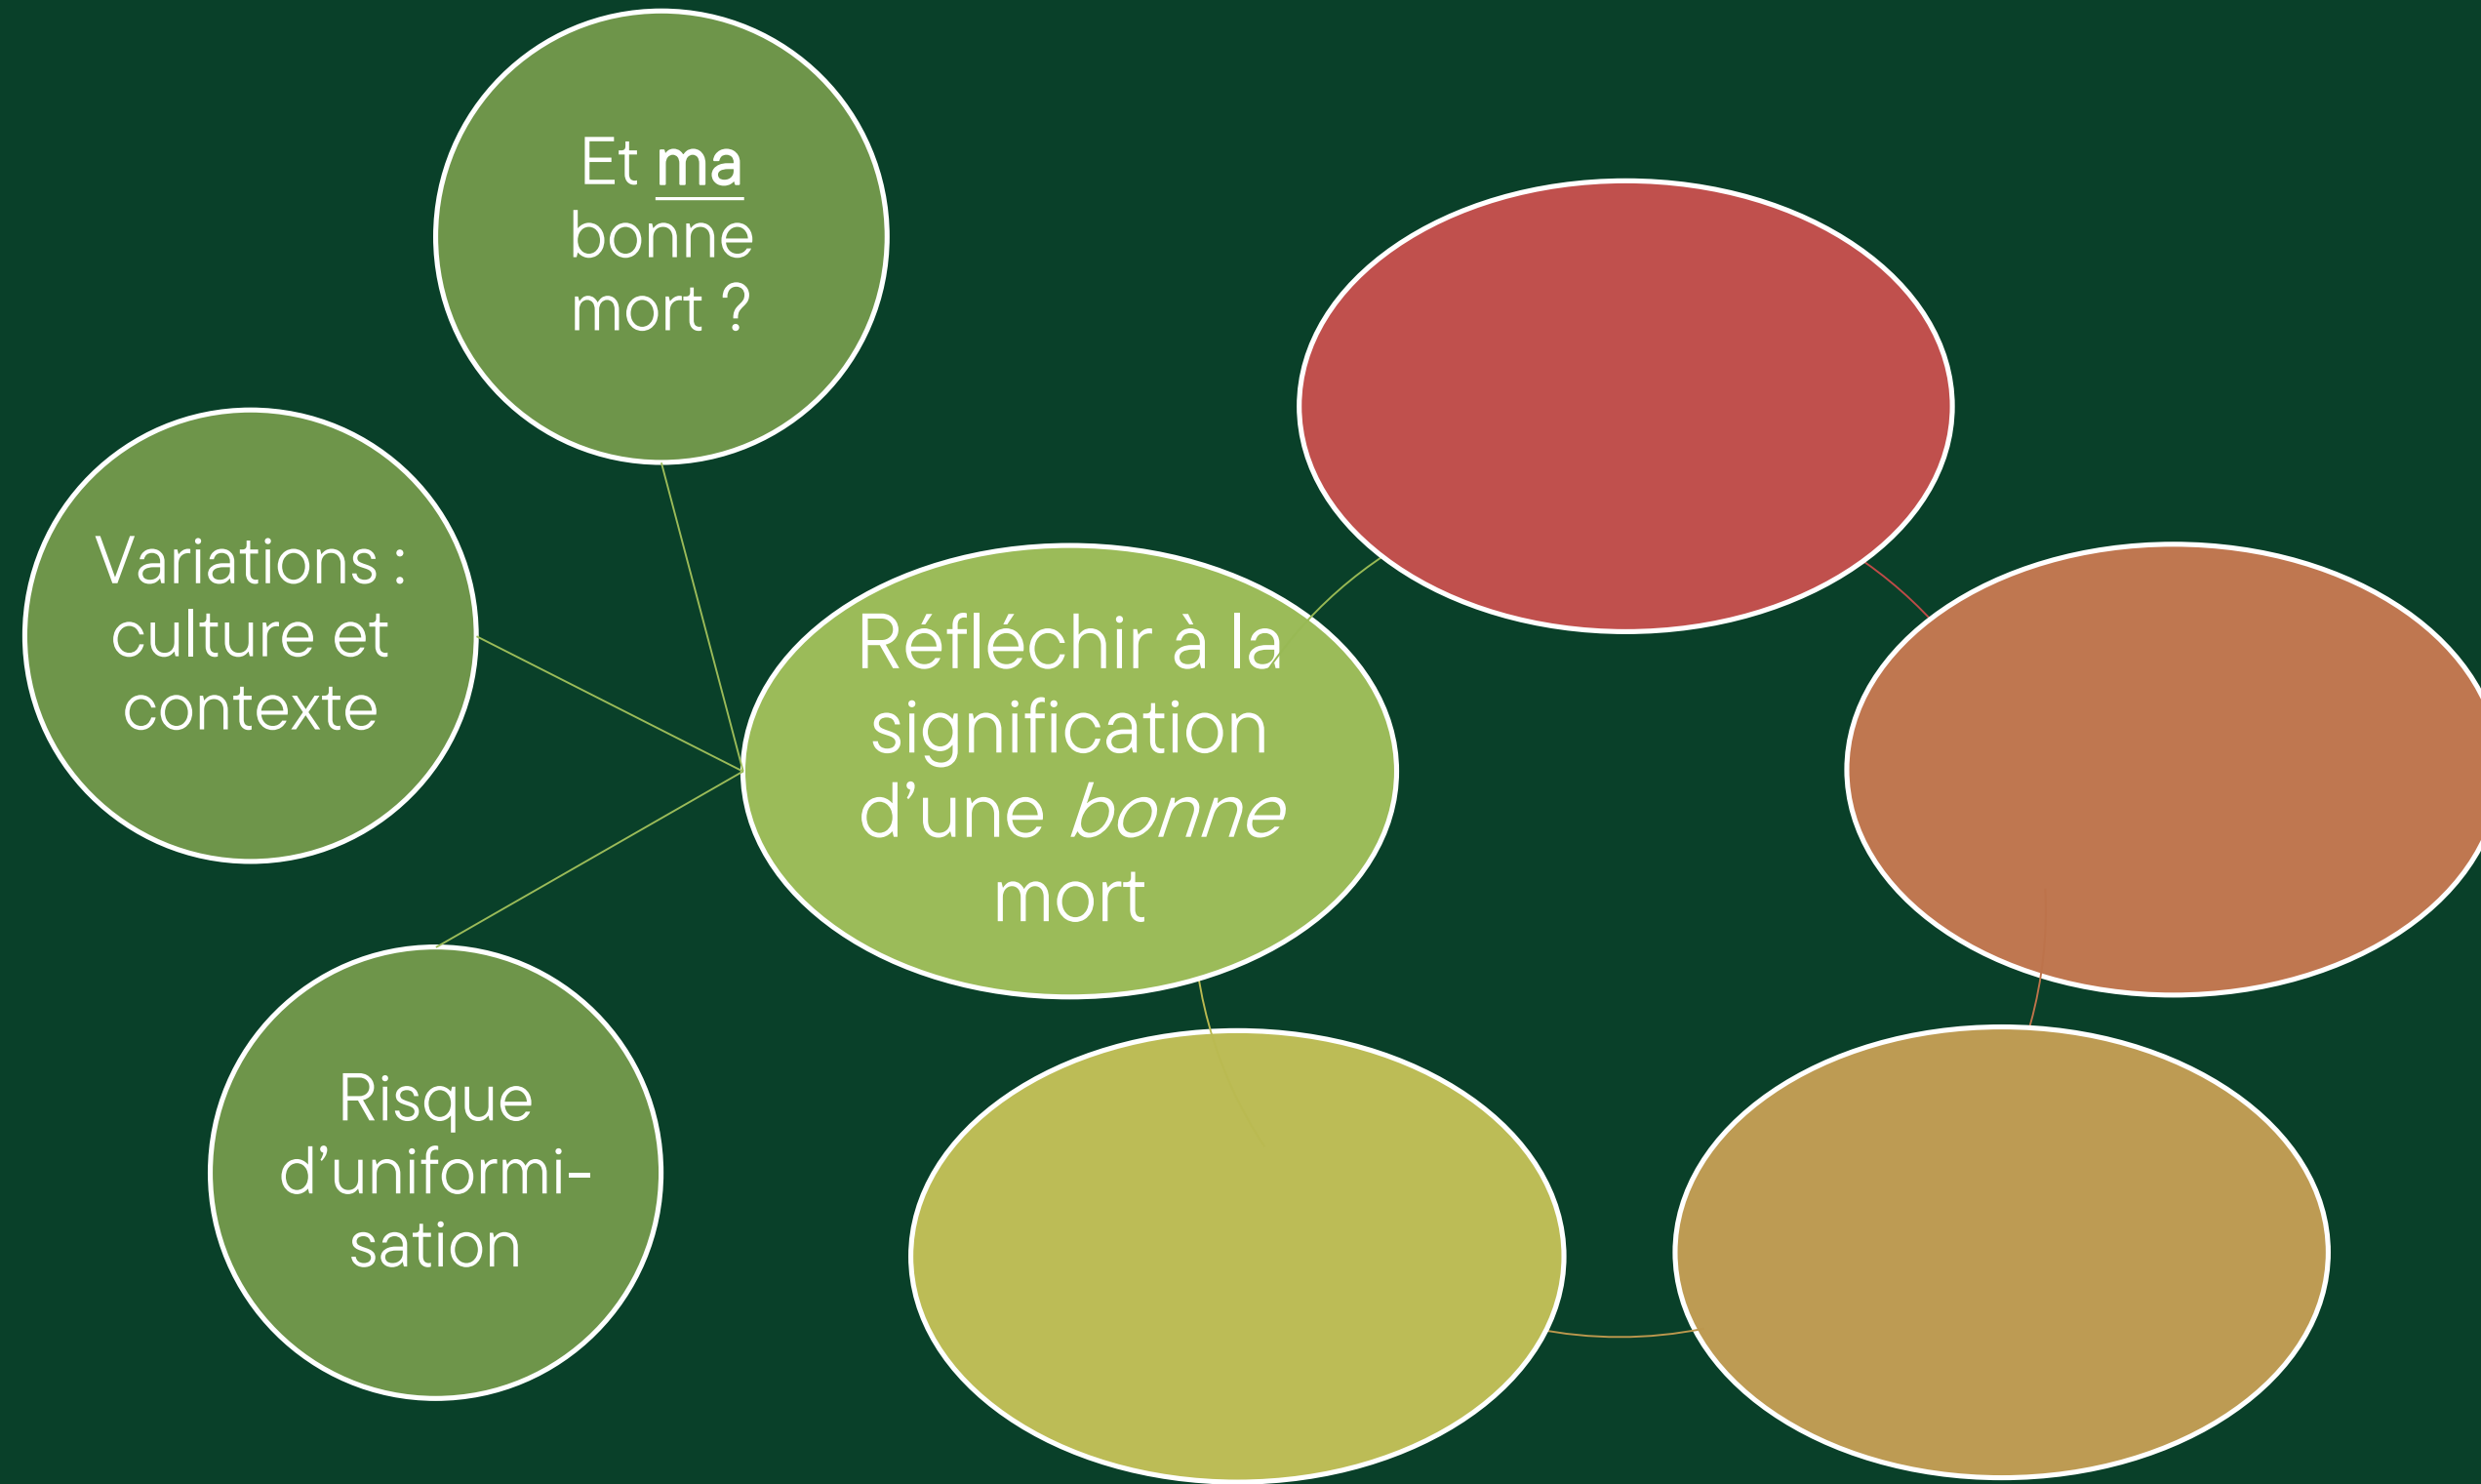 Et ma
bonne
mort ?
Variations :
culture et
contexte
Réfléchir à la
signification
d’une bonne
mort
Risque
d’uniformi-
sation